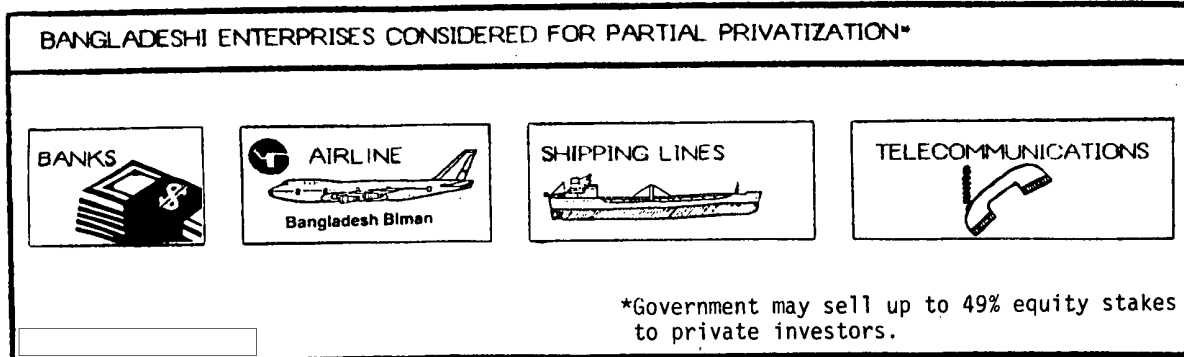 BANGLADESHI ENTERPRISES CONSIDERED FOR PARTIAL PRIVATIZATION*
BANKS
$
AIRLINE
Bangladesh Biman
SHIPPING LINES
TELECOMMUNICATIONS
*Government may sell up to 49% equity stakes
to private investors.